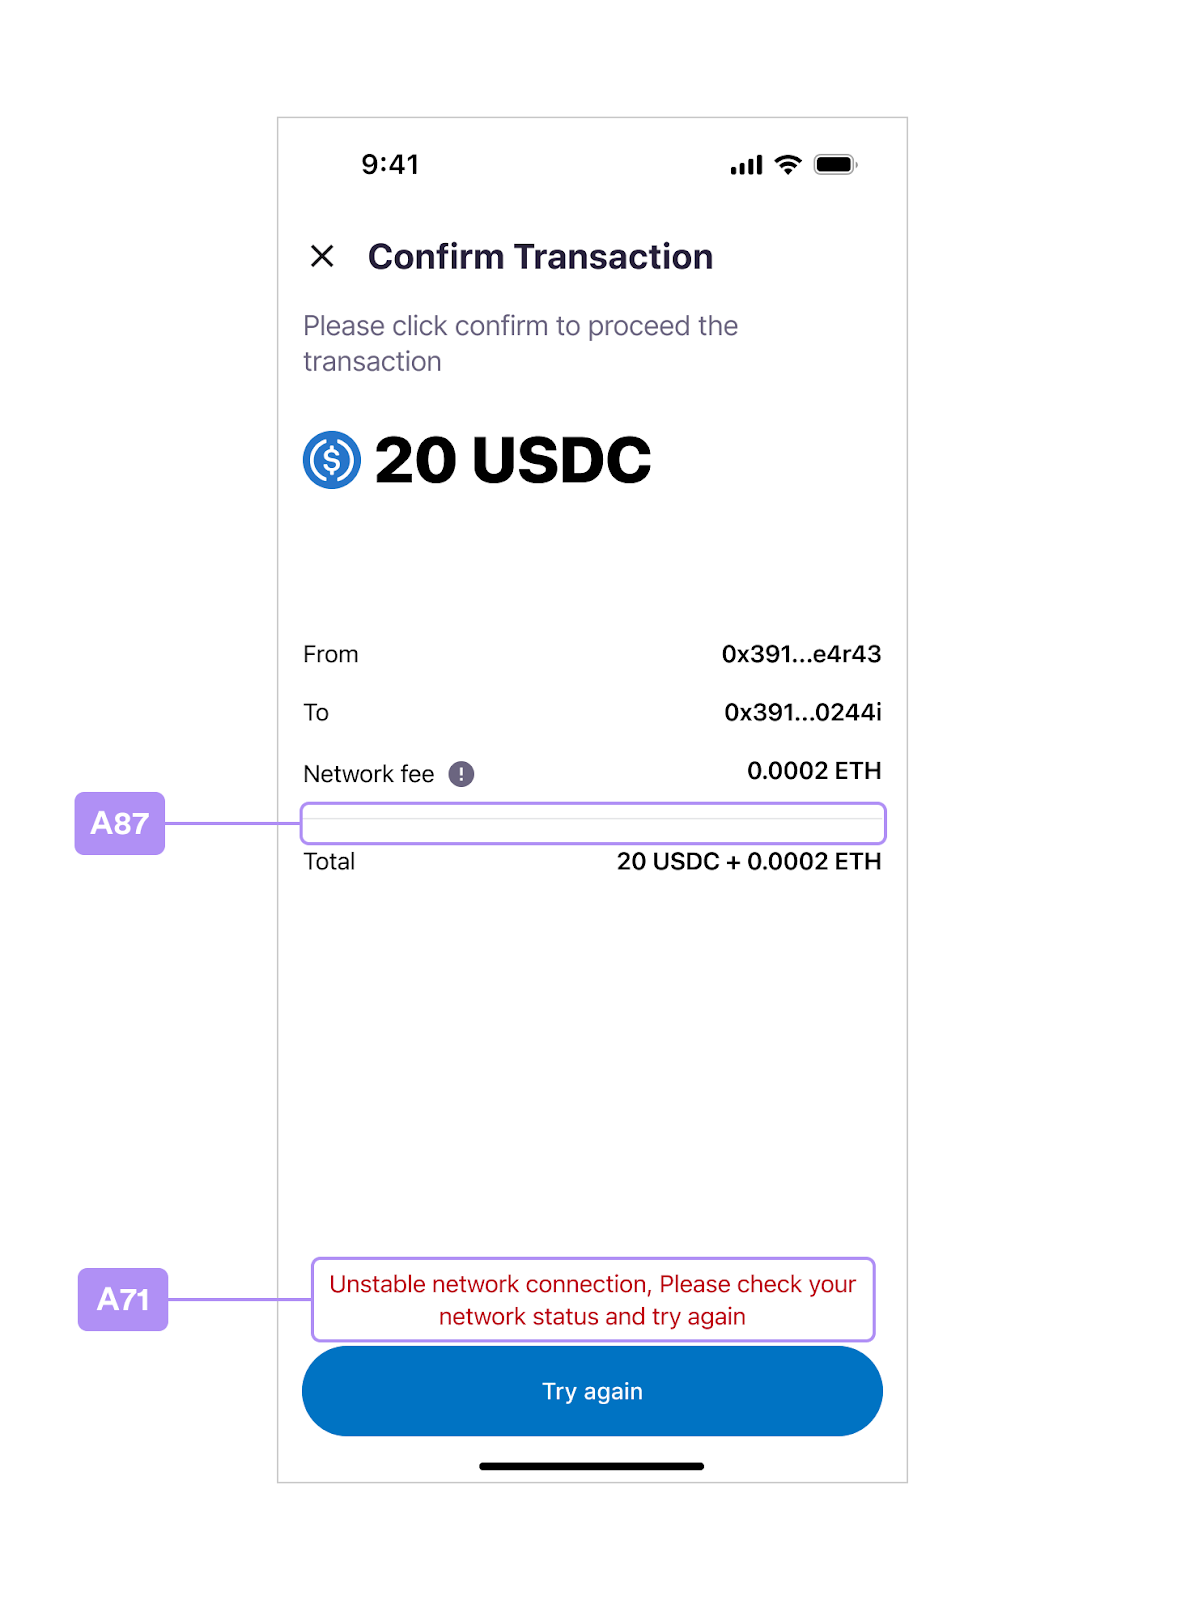 9:41
Confirm Transaction
Please click confirm to proceed the
transaction
20 USDC
From 0x391...e4r43
To 0x391...0244i
Network fee 0.0002 ETH
A87
Total 20 USDC + 0.0002 ETH
A71
Unstable network connection, Please check your
network status and try again
Try again